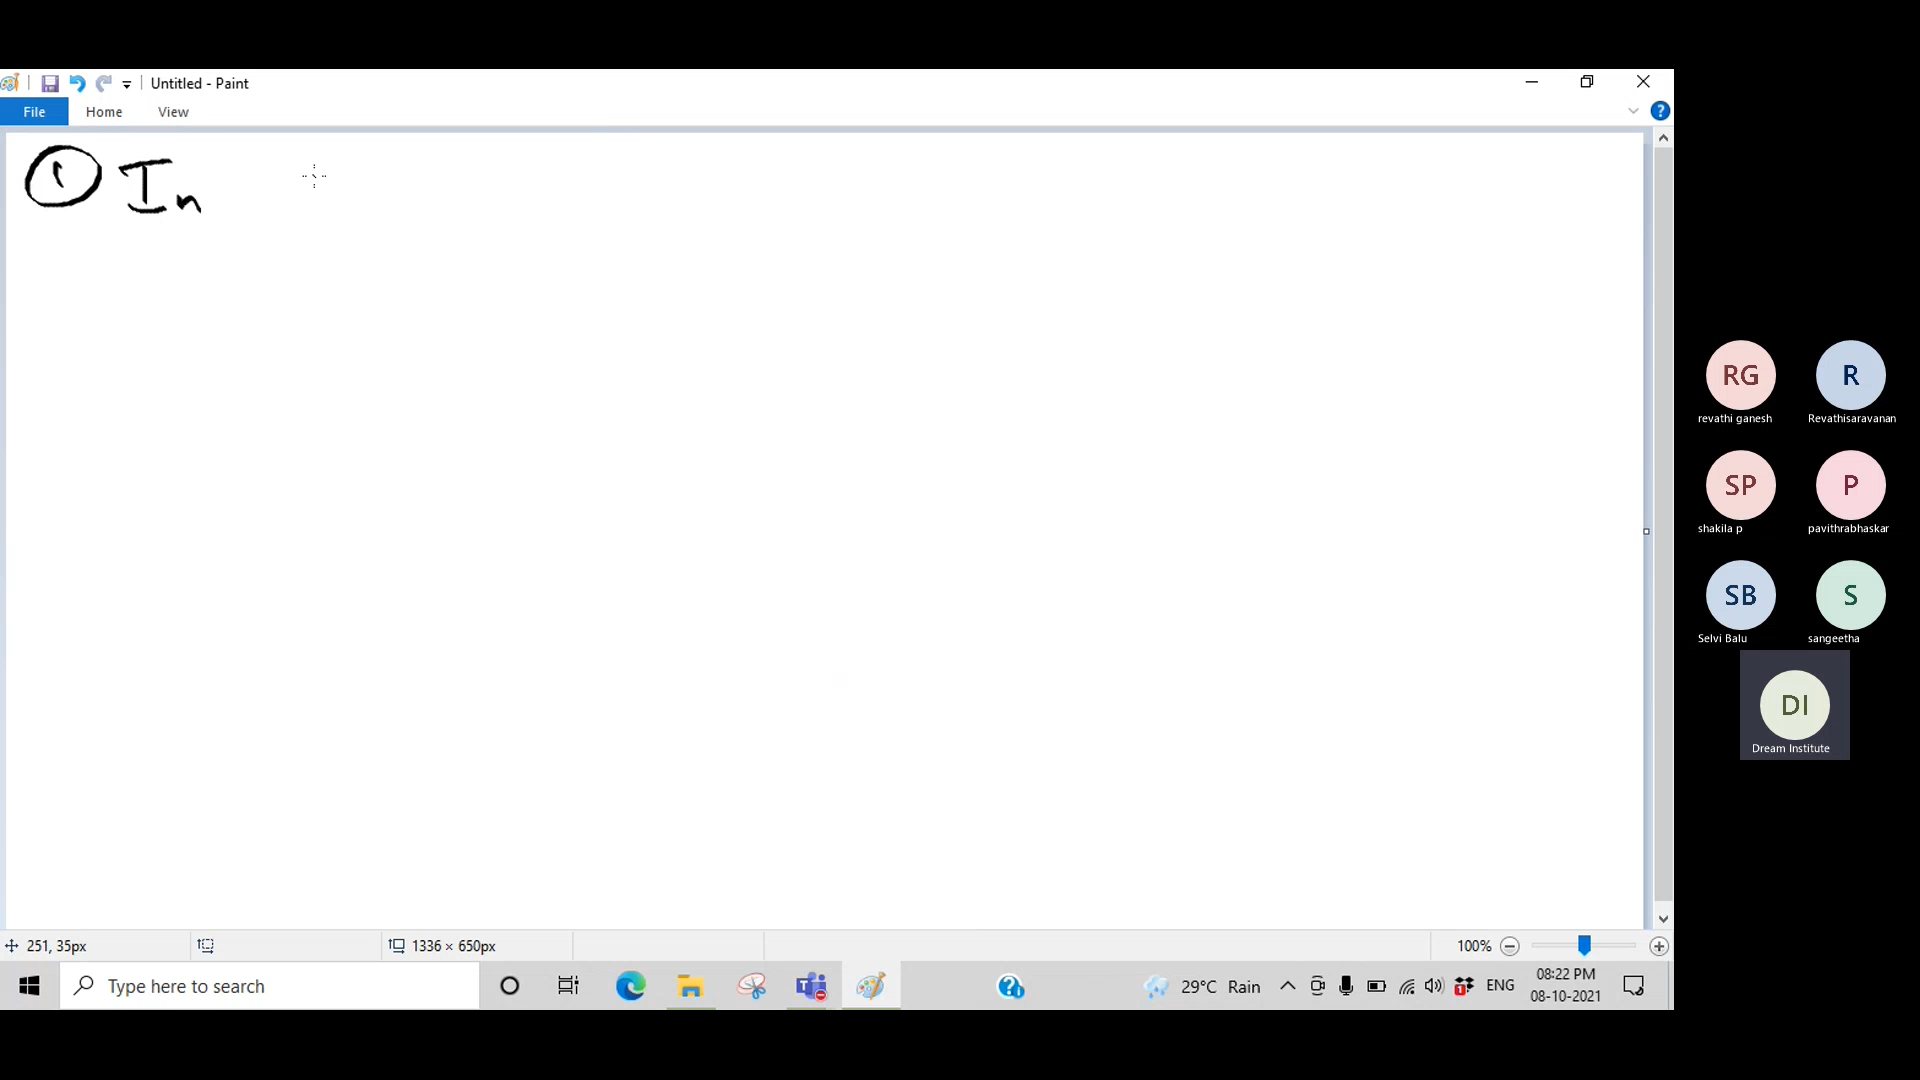 Untitled - Paint
File Home View
① In
RG R
revathi ganesh Revathisaravanan
SP P
shakila p pavithrabhaskar
SB S
Selvi Balu sangeetha
DI
Dream Institute
251, 35px 1336 × 650px 100%
Type here to search 29°C Rain ENG 08:22 PM
08-10-2021